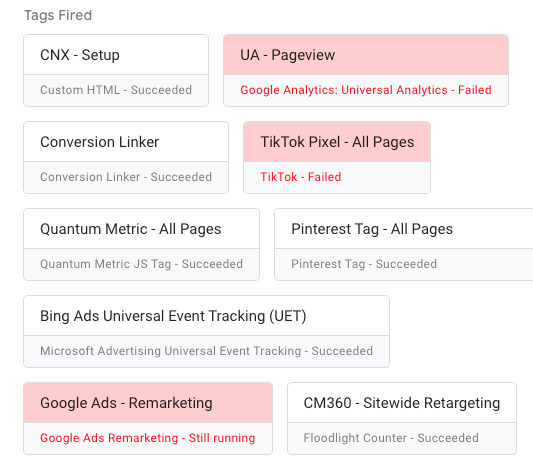 Tags Fired
CNX - Setup
Custom HTML - Succeeded
UA - Pageview
Google Analytics: Universal Analytics - Failed
Conversion Linker
Conversion Linker - Succeeded
TikTok Pixel - All Pages
TikTok - Failed
Quantum Metric - All Pages
Quantum Metric JS Tag - Succeeded
Pinterest Tag - All Pages
Pinterest Tag - Succeeded
Bing Ads Universal Event Tracking (UET)
Microsoft Advertising Universal Event Tracking - Succeeded
Google Ads - Remarketing
Google Ads Remarketing - Still running
CM360 - Sitewide Retargeting
Floodlight Counter - Succeeded